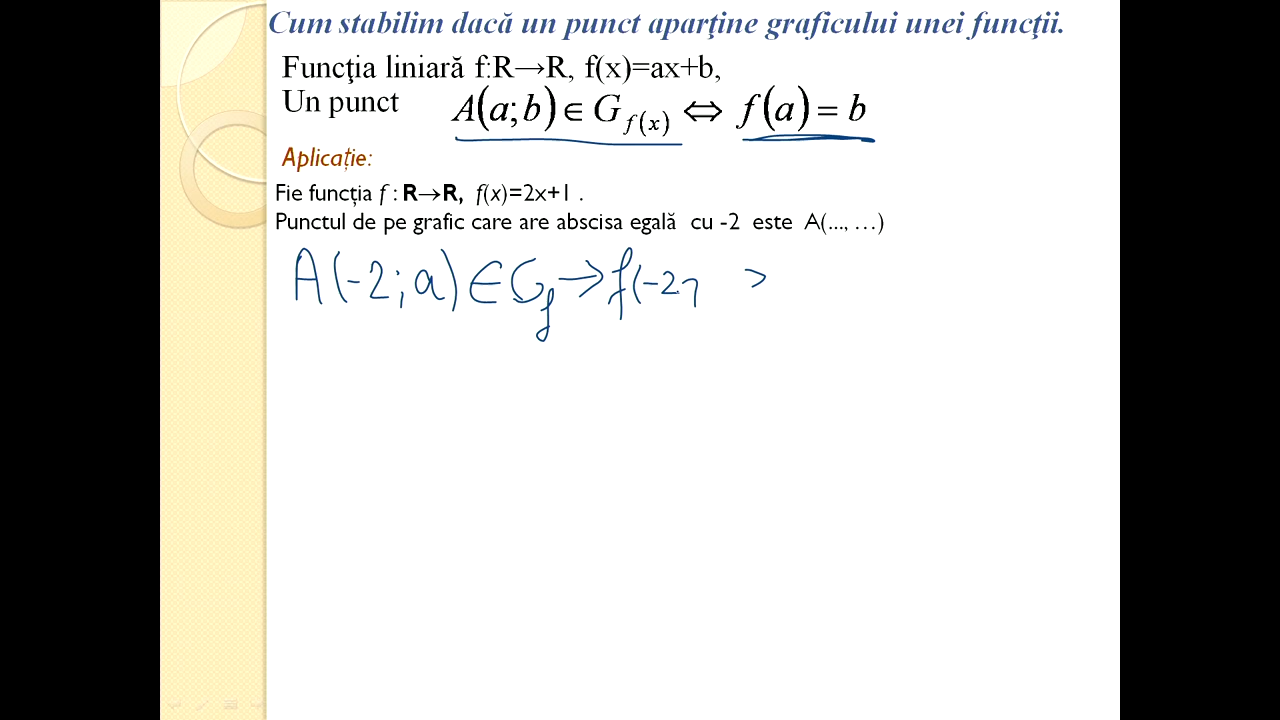 Cum stabilim dacă un punct aparţine graficului unei funcţii.
Funcţia liniară f:R→R, f(x)=ax+b,
Un punct A(a;b)∈G_{f(x)} ⇔ f(a)=b
Aplicație:
Fie funcția f : R→R, f(x)=2x+1 .
Punctul de pe grafic care are abscisa egală cu -2 este A(..., …)
A(-2;a)∈G_f→f(-2